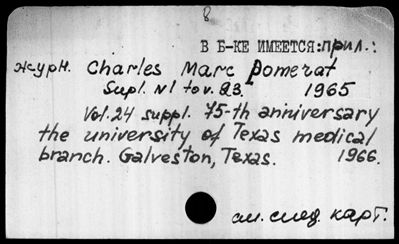 8
В Б-КЕ ИМЕЕТСЯ: прил.:
журн. Charles Marc Pomerat
Supl. N1 to v. 23. 1965
Vol. 24 suppl. 75-th anniversary
the university of Texas medical
branch. Galveston, Texas. 1966.
см. след. карт.